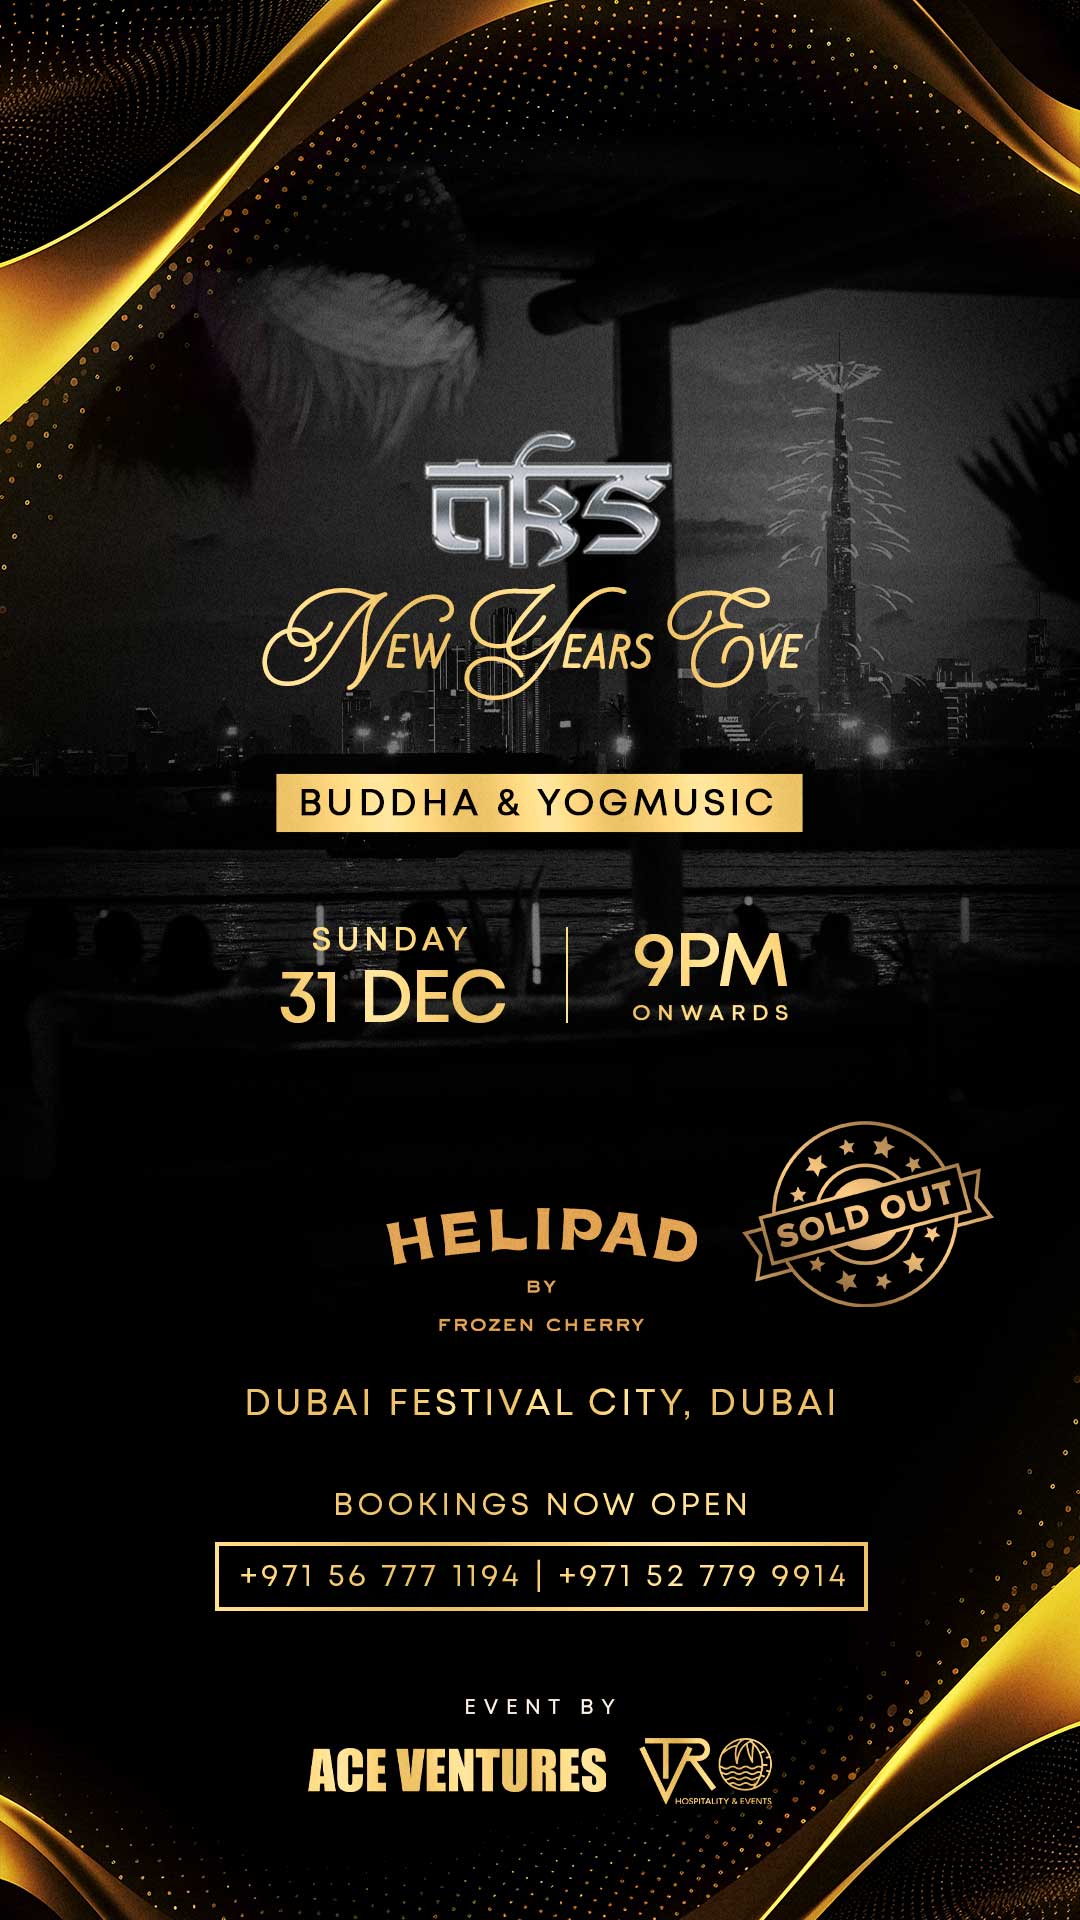 aks
New Years Eve
BUDDHA & YOGMUSIC
SUNDAY
31 DEC
9PM
ONWARDS
SOLD OUT
HELIPAD
BY
FROZEN CHERRY
DUBAI FESTIVAL CITY, DUBAI
BOOKINGS NOW OPEN
+971 56 777 1194 | +971 52 779 9914
EVENT BY
ACE VENTURES
VTR
HOSPITALITY & EVENTS